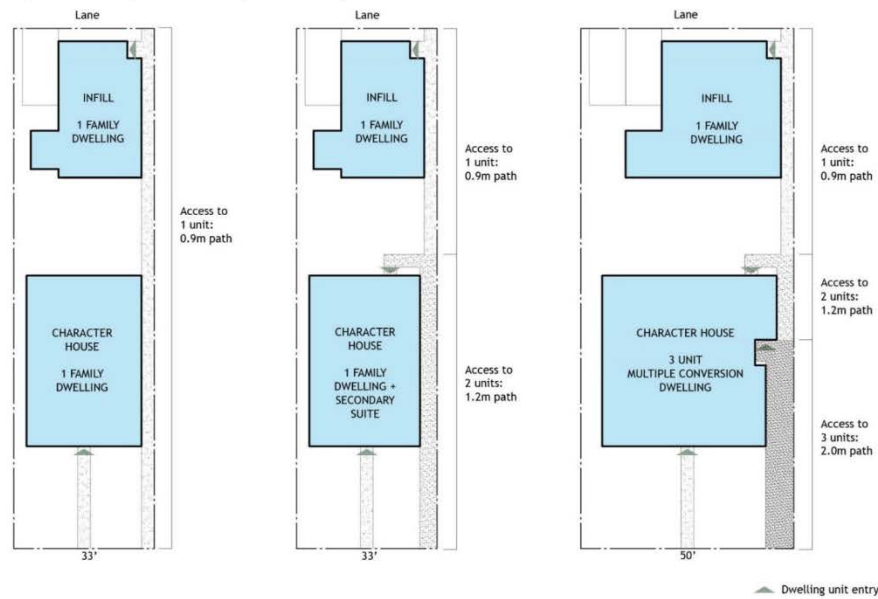 Lane
INFILL
1 FAMILY
DWELLING
Access to
1 unit:
0.9m path
CHARACTER
HOUSE
1 FAMILY
DWELLING
33'
Lane
INFILL
1 FAMILY
DWELLING
Access to
1 unit:
0.9m path
CHARACTER
HOUSE
1 FAMILY
DWELLING +
SECONDARY
SUITE
Access to
2 units:
1.2m path
33'
Lane
INFILL
1 FAMILY
DWELLING
Access to
1 unit:
0.9m path
Access to
2 units:
1.2m path
CHARACTER HOUSE
3 UNIT
MULTIPLE CONVERSION
DWELLING
Access to
3 units:
2.0m path
50'
Dwelling unit entry